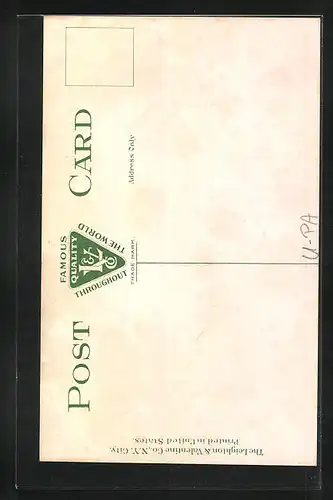 POST CARD
FAMOUS
QUALITY
THROUGHOUT
THE WORLD
L&V Co
TRADE MARK.
Address Only
The Leighton & Valentine Co., N.Y. City.
Printed in United States.
U-PA